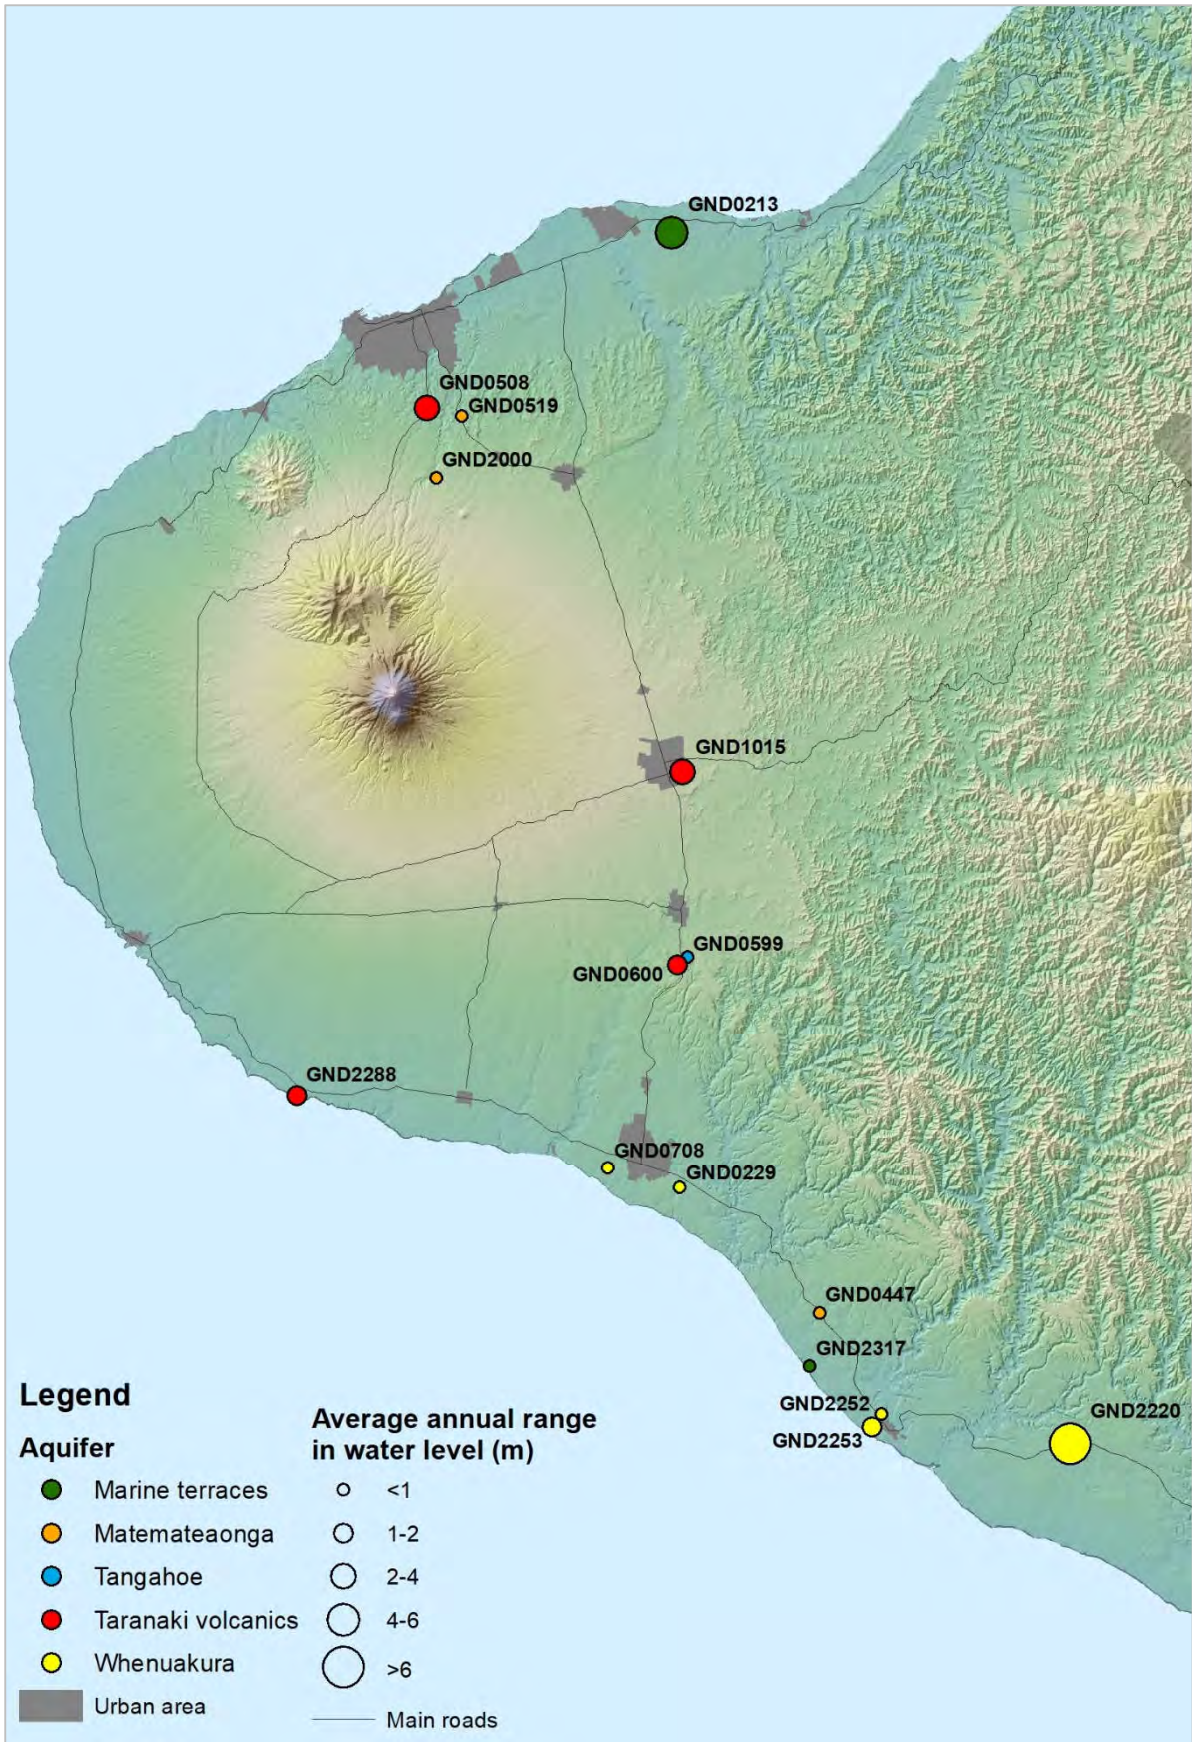 GND0213
GND0508
GND0519
GND2000
GND1015
GND0599
GND0600
GND2288
GND0708
GND0229
GND0447
GND2317
GND2252
GND2220
GND2253
Legend
Aquifer
Marine terraces
Matemateaonga
Tangahoe
Taranaki volcanics
Whenuakura
Urban area
Average annual range
in water level (m)
<1
1-2
2-4
4-6
>6
Main roads